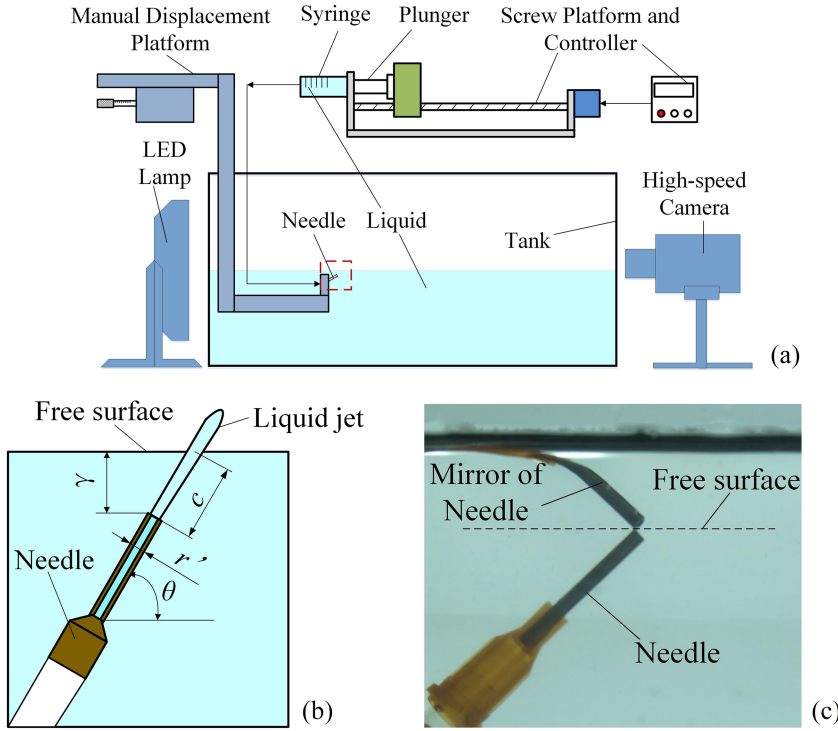 Manual Displacement
Platform
Syringe
Plunger
Screw Platform and
Controller
LED
Lamp
Needle
Liquid
Tank
High-speed
Camera
(a)
Free surface
Liquid jet
γ
c
r '
θ
Needle
(b)
Mirror of
Needle
Free surface
Needle
(c)